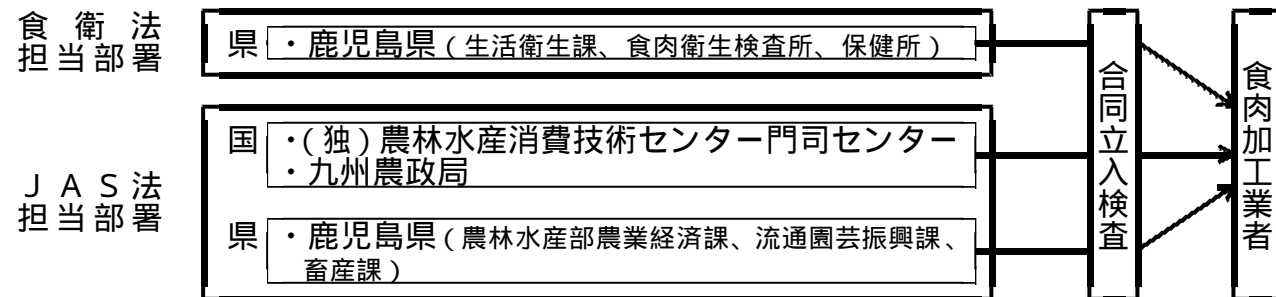 食衛法
担当部署
県
・鹿児島県（生活衛生課、食肉衛生検査所、保健所）
JAS法
担当部署
国
・（独）農林水産消費技術センター門司センター
・九州農政局
県
・鹿児島県（農林水産部農業経済課、流通園芸振興課、
畜産課）
合同立入検査
食肉加工業者